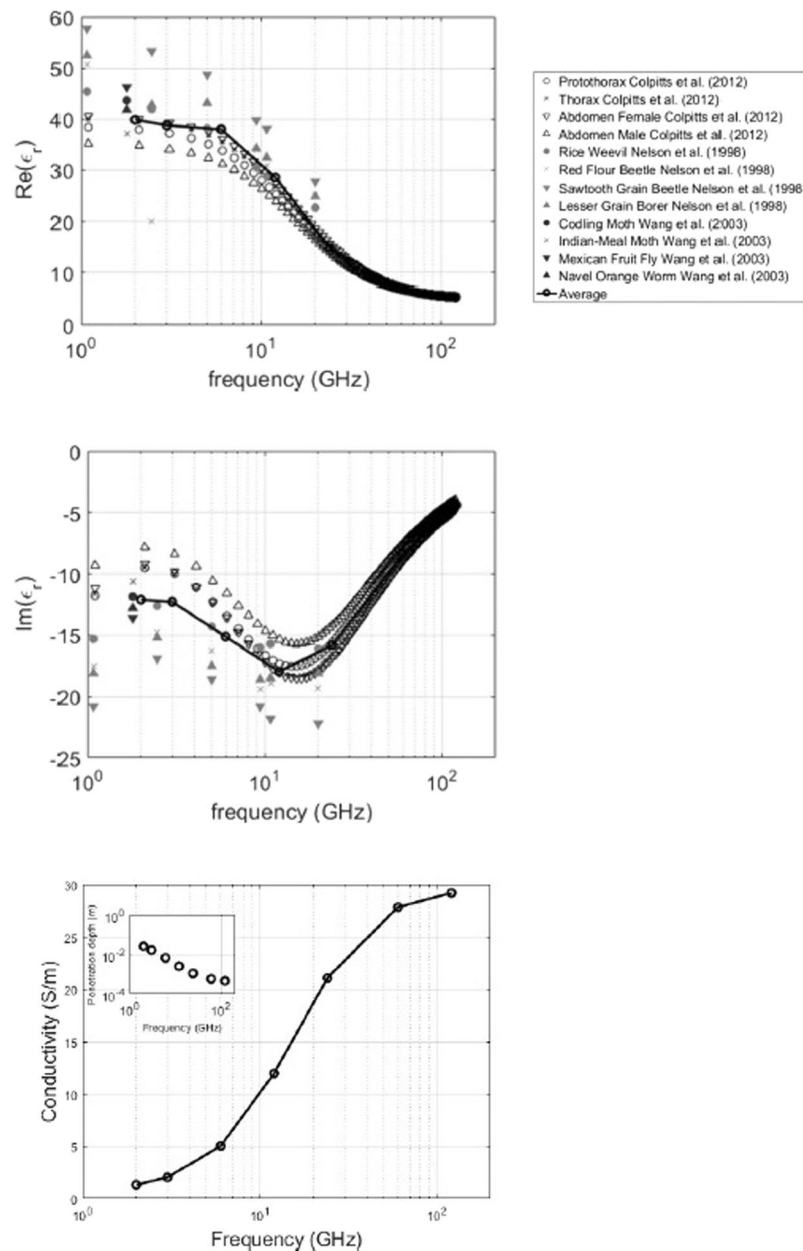 60
50
40
30
20
10
0
Re(ϵr)
10^0
10^1
10^2
frequency (GHz)
Protothorax Colpitts et al. (2012)
Thorax Colpitts et al. (2012)
Abdomen Female Colpitts et al. (2012)
Abdomen Male Colpitts et al. (2012)
Rice Weevil Nelson et al. (1998)
Red Flour Beetle Nelson et al. (1998)
Sawtooth Grain Beetle Nelson et al. (1998
Lesser Grain Borer Nelson et al. (1998)
Codling Moth Wang et al. (2003)
Indian-Meal Moth Wang et al. (2003)
Mexican Fruit Fly Wang et al. (2003)
Navel Orange Worm Wang et al. (2003)
Average
0
-5
-10
-15
-20
-25
Im(ϵr)
10^0
10^1
10^2
frequency (GHz)
30
25
20
15
10
5
0
Conductivity (S/m)
10^0
10^-2
10^-4
Penetration depth (m)
10^0
10^2
Frequency (GHz)
10^0
10^1
10^2
Frequency (GHz)